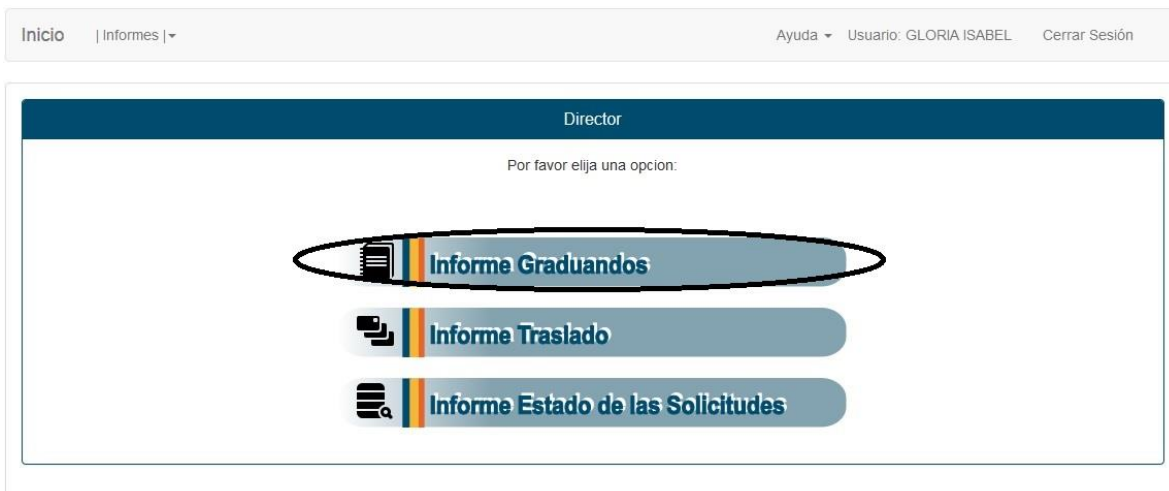 Inicio | Informes | Ayuda Usuario: GLORIA ISABEL Cerrar Sesión
Director
Por favor elija una opcion:
Informe Graduandos
Informe Traslado
Informe Estado de las Solicitudes